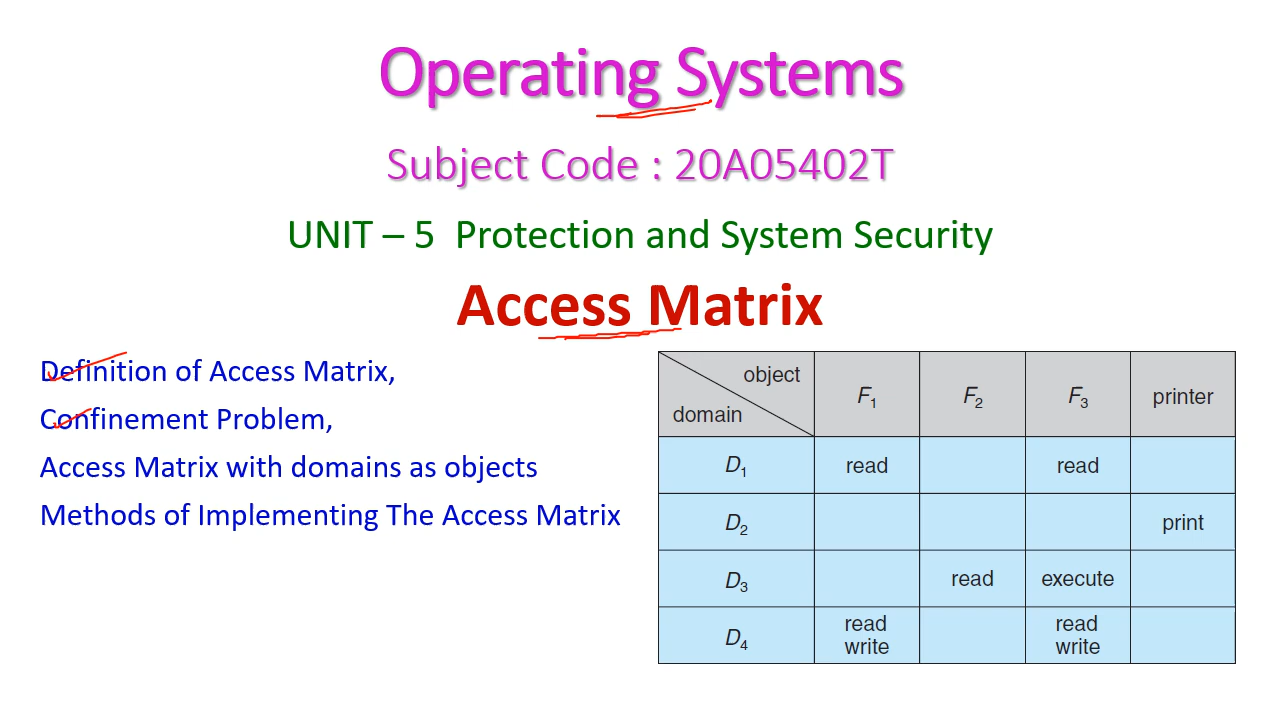 Operating Systems
Subject Code : 20A05402T
UNIT – 5 Protection and System Security
Access Matrix
Definition of Access Matrix,
Confinement Problem,
Access Matrix with domains as objects
Methods of Implementing The Access Matrix
object
domain
F1 F2 F3 printer
D1 read read
D2 print
D3 read execute
D4 read write read write